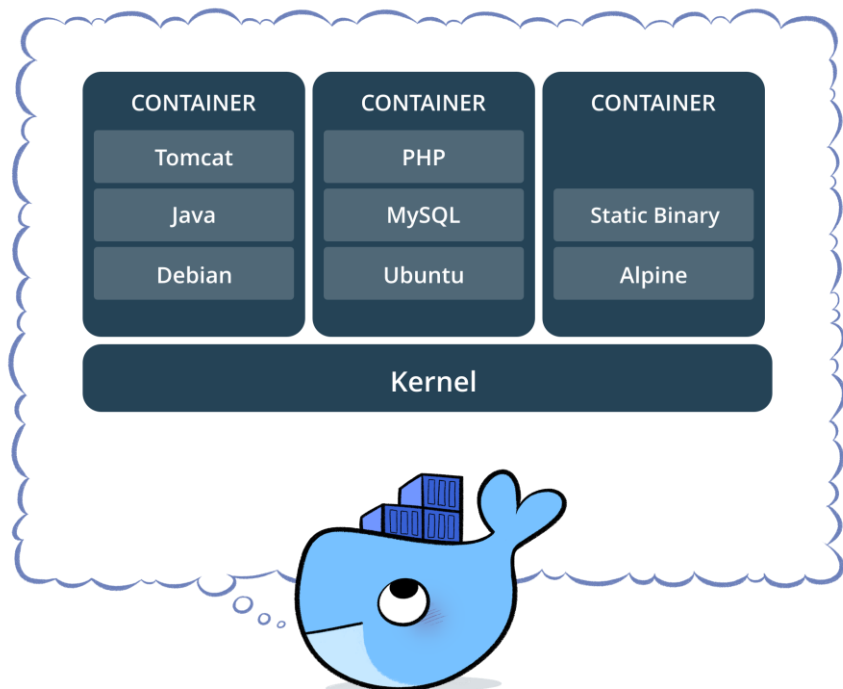 CONTAINER
Tomcat
Java
Debian
CONTAINER
PHP
MySQL
Ubuntu
CONTAINER
Static Binary
Alpine
Kernel